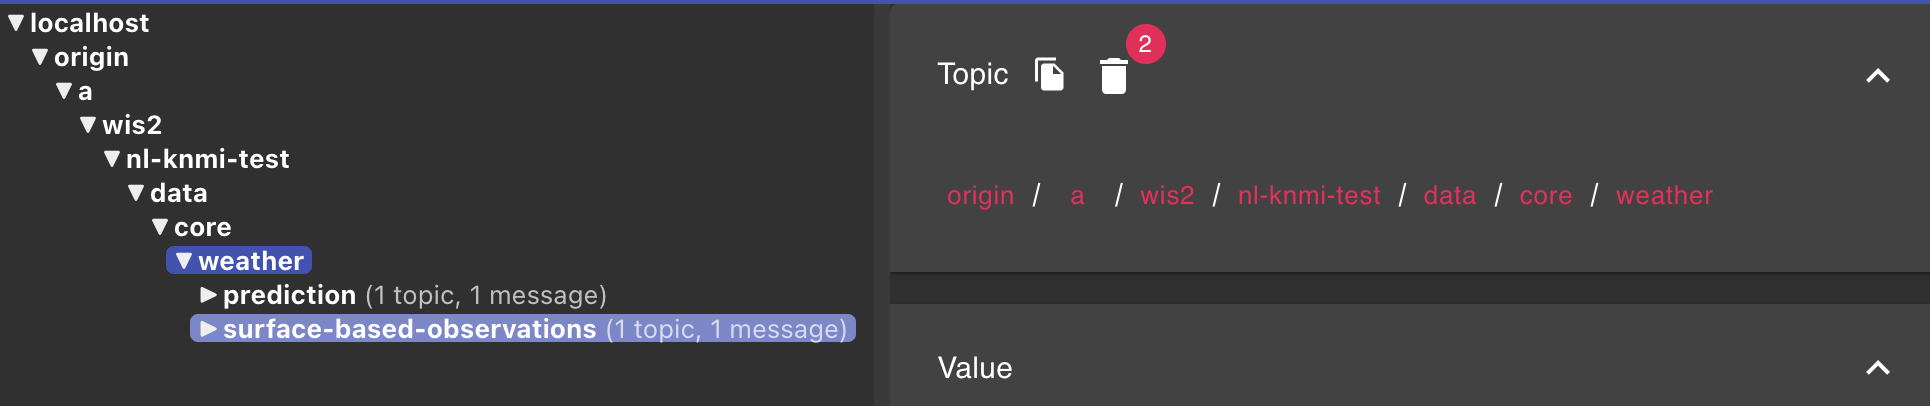 localhost
origin
a
wis2
nl-knmi-test
data
core
weather
prediction (1 topic, 1 message)
surface-based-observations (1 topic, 1 message)
Topic 2
origin / a / wis2 / nl-knmi-test / data / core / weather
Value